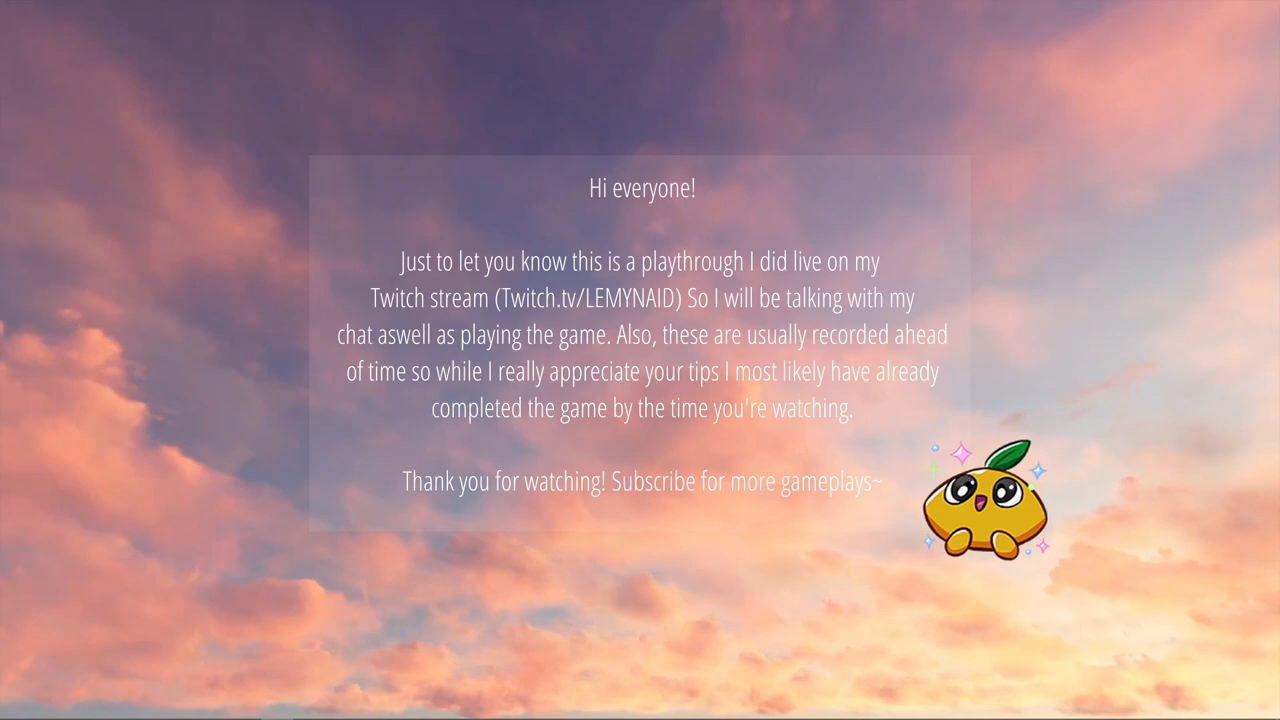 Hi everyone!
Just to let you know this is a playthrough I did live on my
Twitch stream (Twitch.tv/LEMYNAID) So I will be talking with my
chat aswell as playing the game. Also, these are usually recorded ahead
of time so while I really appreciate your tips I most likely have already
completed the game by the time you're watching.
Thank you for watching! Subscribe for more gameplays~